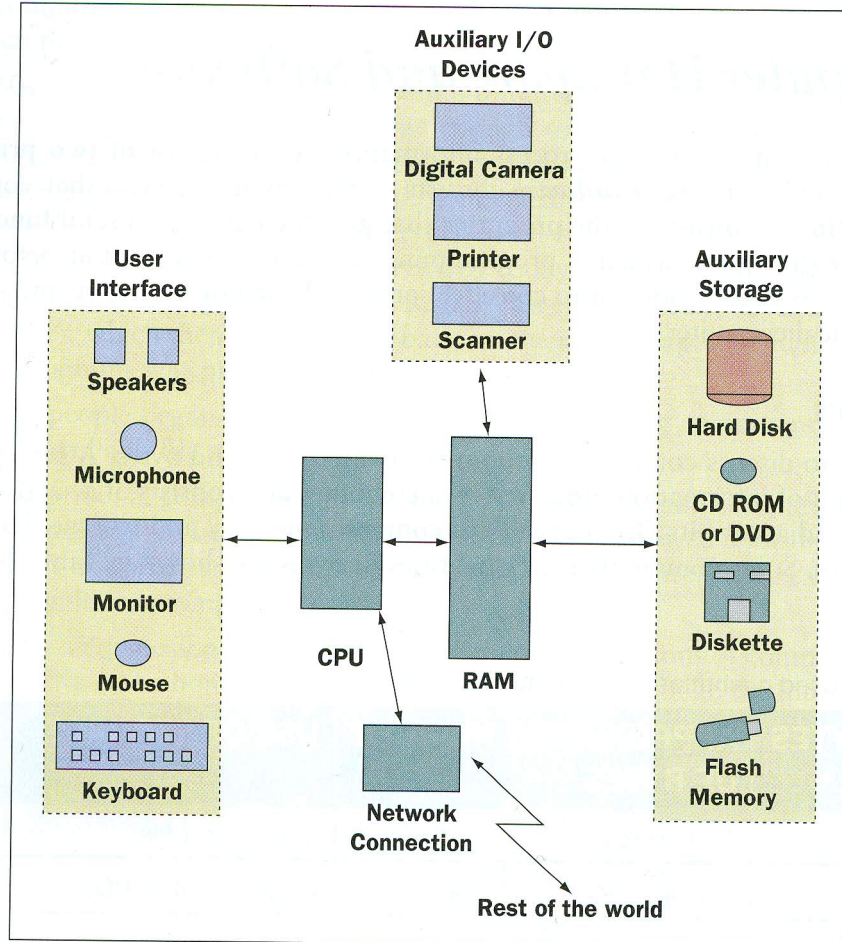 Auxiliary I/O
Devices
Digital Camera
Printer
Scanner
User
Interface
Speakers
Microphone
Monitor
Mouse
Keyboard
CPU
RAM
Network
Connection
Rest of the world
Auxiliary
Storage
Hard Disk
CD ROM
or DVD
Diskette
Flash
Memory